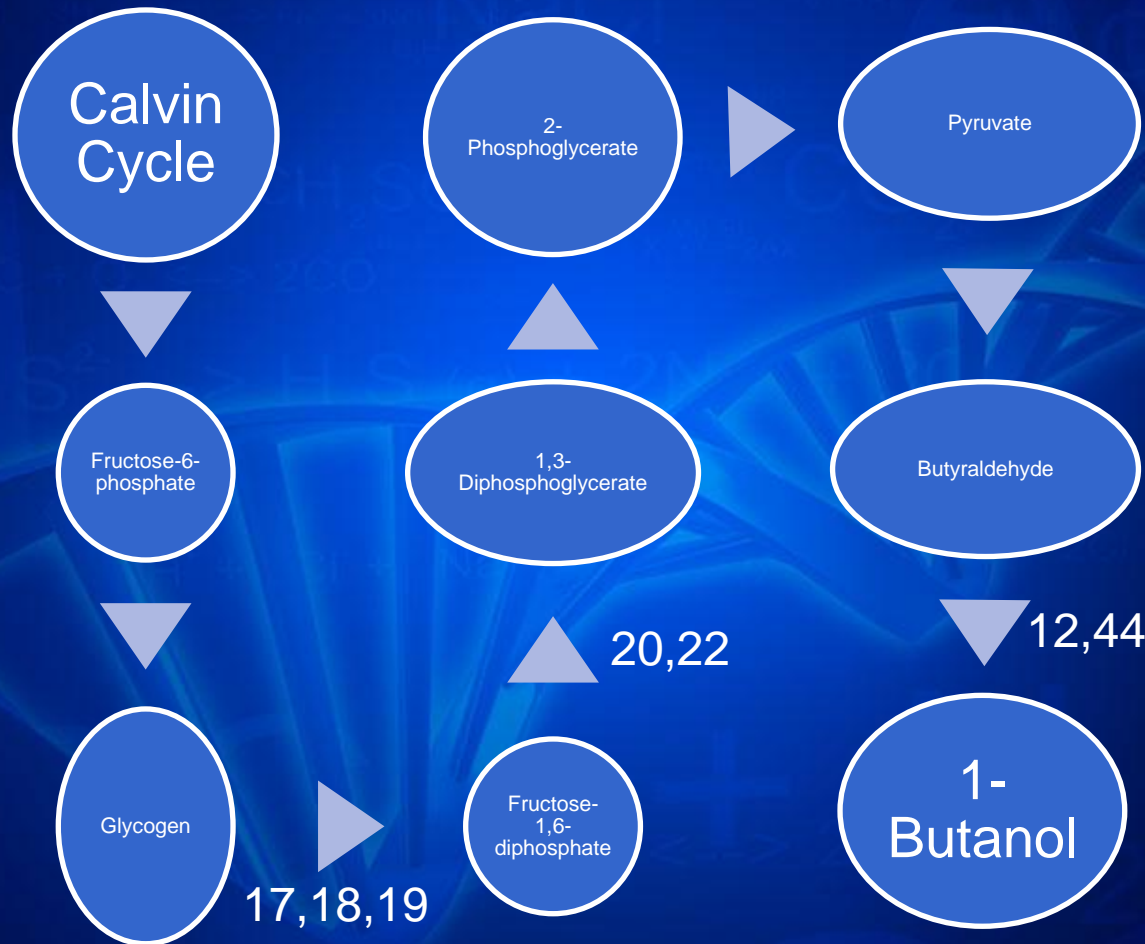 Calvin
Cycle
Fructose-6-
phosphate
Glycogen
17,18,19
Fructose-
1,6-
diphosphate
20,22
1,3-
Diphosphoglycerate
2-
Phosphoglycerate
Pyruvate
Butyraldehyde
12,44
1-
Butanol